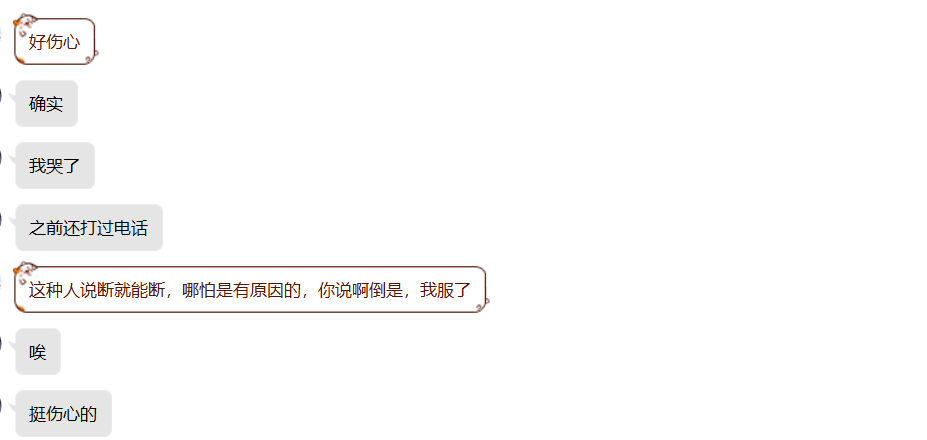 好伤心
确实
我哭了
之前还打过电话
这种人说断就能断，哪怕是有原因的，你说啊倒是，我服了
唉
挺伤心的